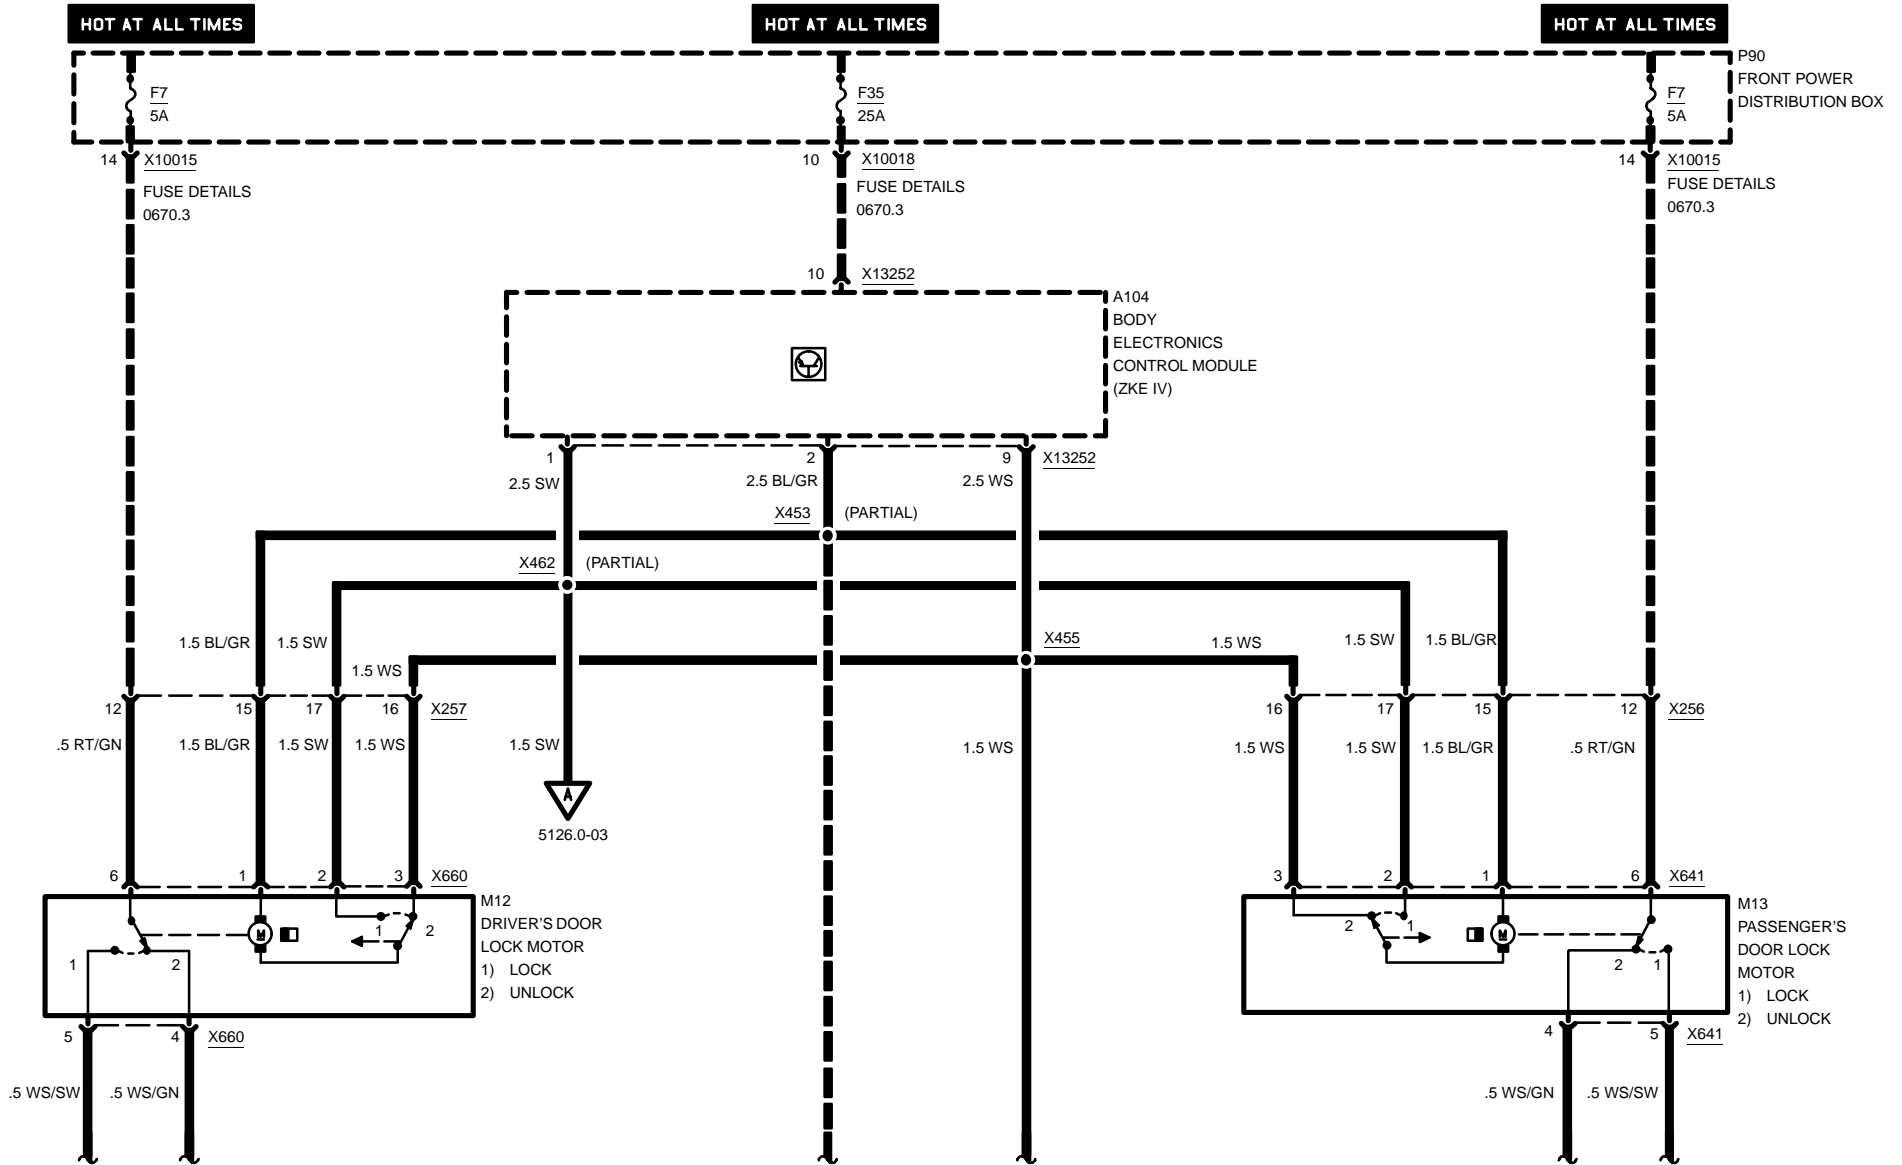 HOT AT ALL TIMES
HOT AT ALL TIMES
HOT AT ALL TIMES
P90
FRONT POWER
DISTRIBUTION BOX
F7
5A
F35
25A
F7
5A
14 X10015
FUSE DETAILS
0670.3
10 X10018
FUSE DETAILS
0670.3
14 X10015
FUSE DETAILS
0670.3
10 X13252
A104
BODY
ELECTRONICS
CONTROL MODULE
(ZKE IV)
1 2 9 X13252
2.5 SW 2.5 BL/GR 2.5 WS
X453 (PARTIAL)
X462 (PARTIAL)
X455
1.5 BL/GR 1.5 SW 1.5 WS
1.5 WS 1.5 SW 1.5 BL/GR
12 15 17 16 X257
16 17 15 12 X256
.5 RT/GN 1.5 BL/GR 1.5 SW 1.5 WS
1.5 SW
1.5 WS
1.5 WS 1.5 SW 1.5 BL/GR .5 RT/GN
A
5126.0-03
6 1 2 3 X660
3 2 1 6 X641
M12
DRIVER'S DOOR
LOCK MOTOR
1) LOCK
2) UNLOCK
M
1 2
1 2
M13
PASSENGER'S
DOOR LOCK
MOTOR
1) LOCK
2) UNLOCK
2 1
M
2 1
5 4 X660
4 5 X641
.5 WS/SW .5 WS/GN
.5 WS/GN .5 WS/SW